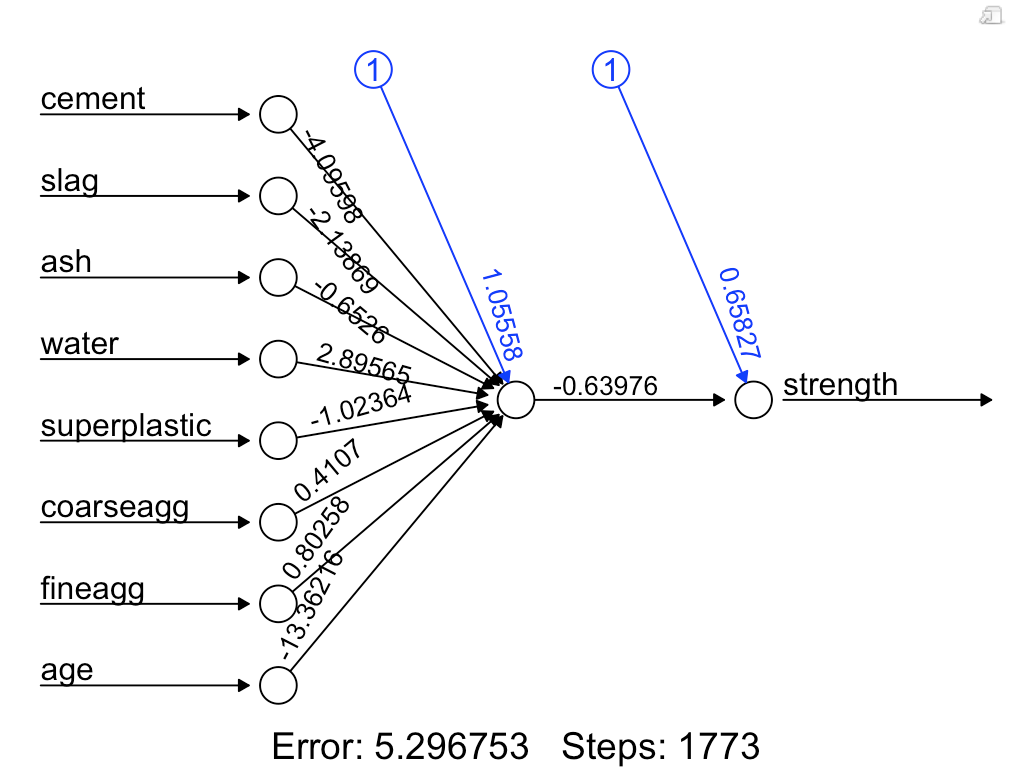 1
1
cement
-4.09598
slag
-2.13869
ash
-0.6526
1.05558
0.65827
water
2.89565
-0.63976
strength
superplastic
-1.02364
coarseagg
0.4107
fineagg
0.80258
age
-13.36216
Error: 5.296753 Steps: 1773